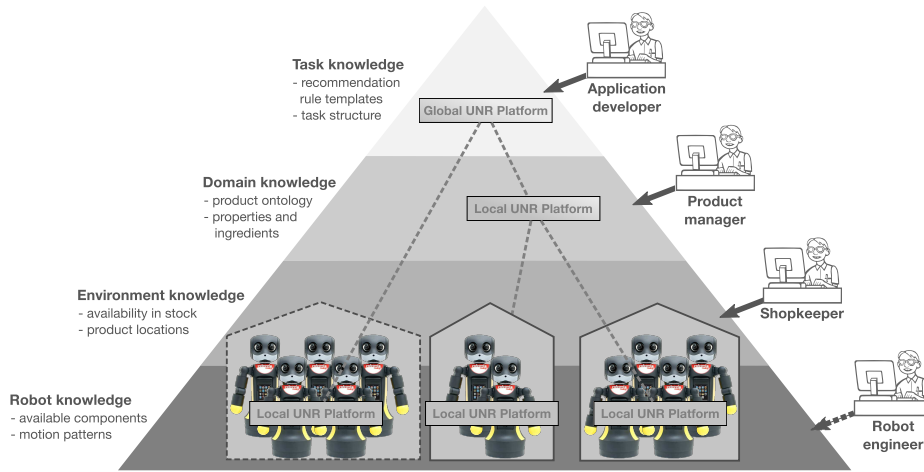 Task knowledge
- recommendation
rule templates
- task structure
Global UNR Platform
Application
developer
Domain knowledge
- product ontology
- properties and
ingredients
Local UNR Platform
Product
manager
Environment knowledge
- availability in stock
- product locations
Shopkeeper
Robot knowledge
- available components
- motion patterns
Local UNR Platform
Local UNR Platform
Local UNR Platform
Robot
engineer